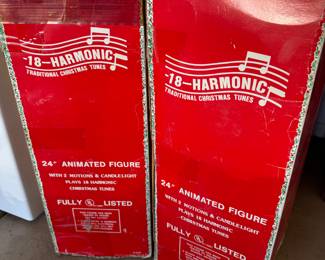 -18-HARMONIC
TRADITIONAL CHRISTMAS TUNES
24" ANIMATED FIGURE
WITH 2 MOTIONS & CANDLELIGHT
PLAYS 18 HARMONIC
CHRISTMAS TUNES
FULLY UL LISTED
-18-HARMONIC
TRADITIONAL CHRISTMAS TUNES
24" ANIMATED FIGURE
WITH 2 MOTIONS & CANDLELIGHT
PLAYS 18 HARMONIC
CHRISTMAS TUNES
FULLY UL LISTED